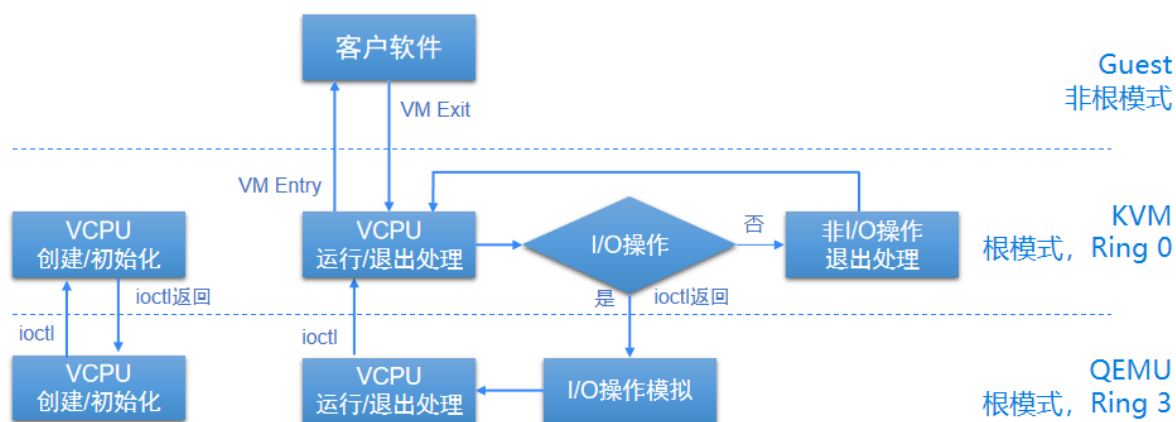 客户软件
Guest
非根模式
VM Exit
VM Entry
VCPU
创建/初始化
VCPU
运行/退出处理
I/O操作
否
非I/O操作
退出处理
KVM
根模式，Ring 0
ioctl返回
是
ioctl返回
ioctl
ioctl
VCPU
创建/初始化
VCPU
运行/退出处理
I/O操作模拟
QEMU
根模式，Ring 3